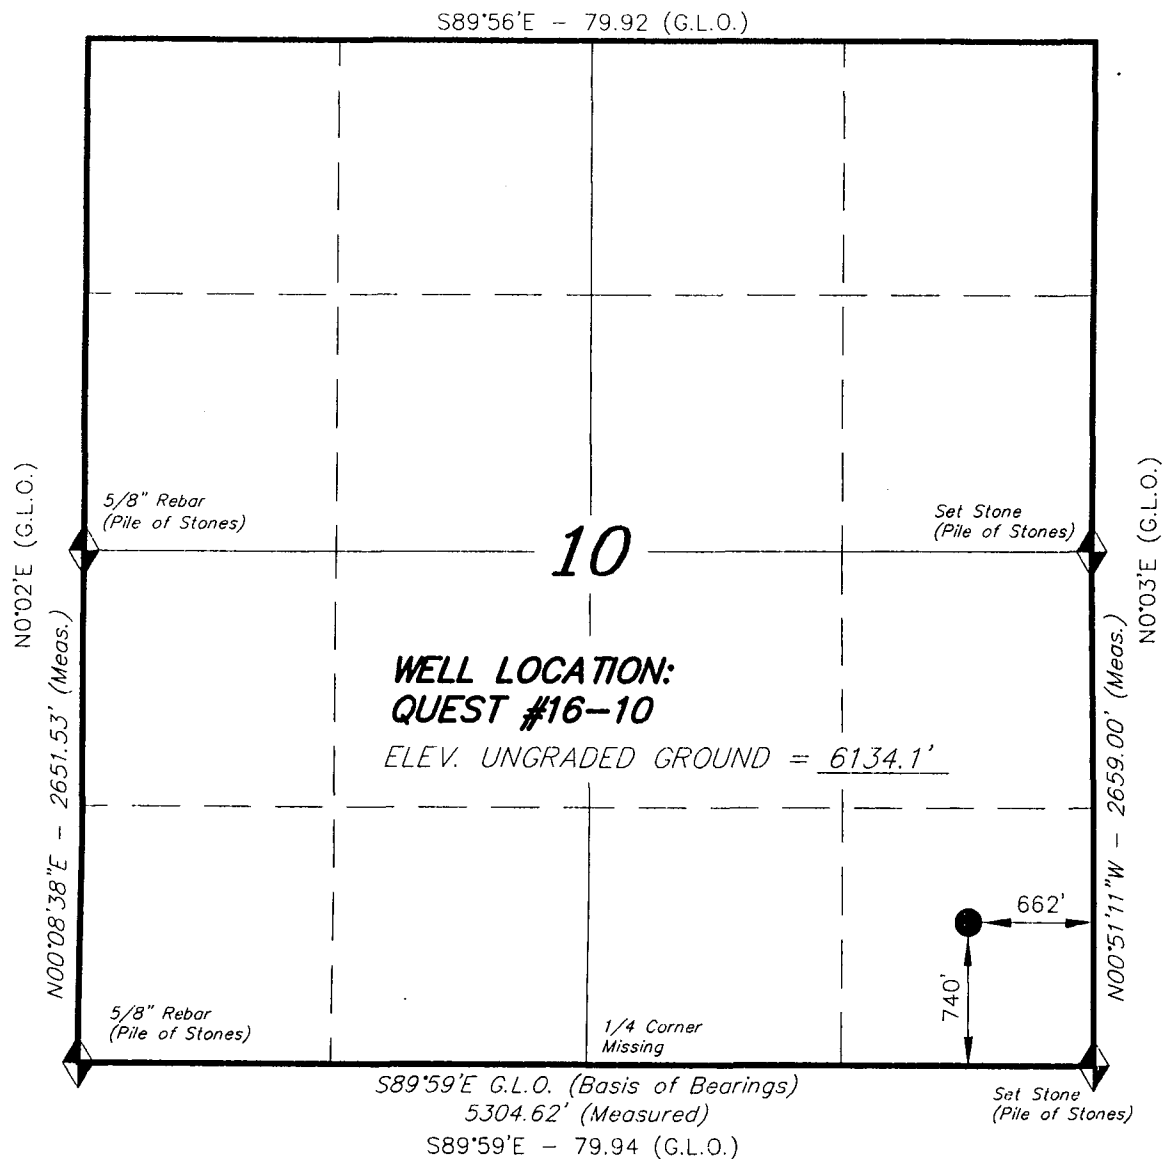 S89°56'E - 79.92 (G.L.O.)
N0°02'E (G.L.O.)
5/8" Rebar
(Pile of Stones)
Set Stone
(Pile of Stones)
N0°03'E (G.L.O.)
10
N00°08'38"E - 2651.53' (Meas.)
WELL LOCATION:
QUEST #16-10
ELEV. UNGRADED GROUND = 6134.1'
N00°51'11"W - 2659.00' (Meas.)
662'
740'
5/8" Rebar
(Pile of Stones)
1/4 Corner
Missing
S89°59'E G.L.O. (Basis of Bearings)
5304.62' (Measured)
S89°59'E - 79.94 (G.L.O.)
Set Stone
(Pile of Stones)